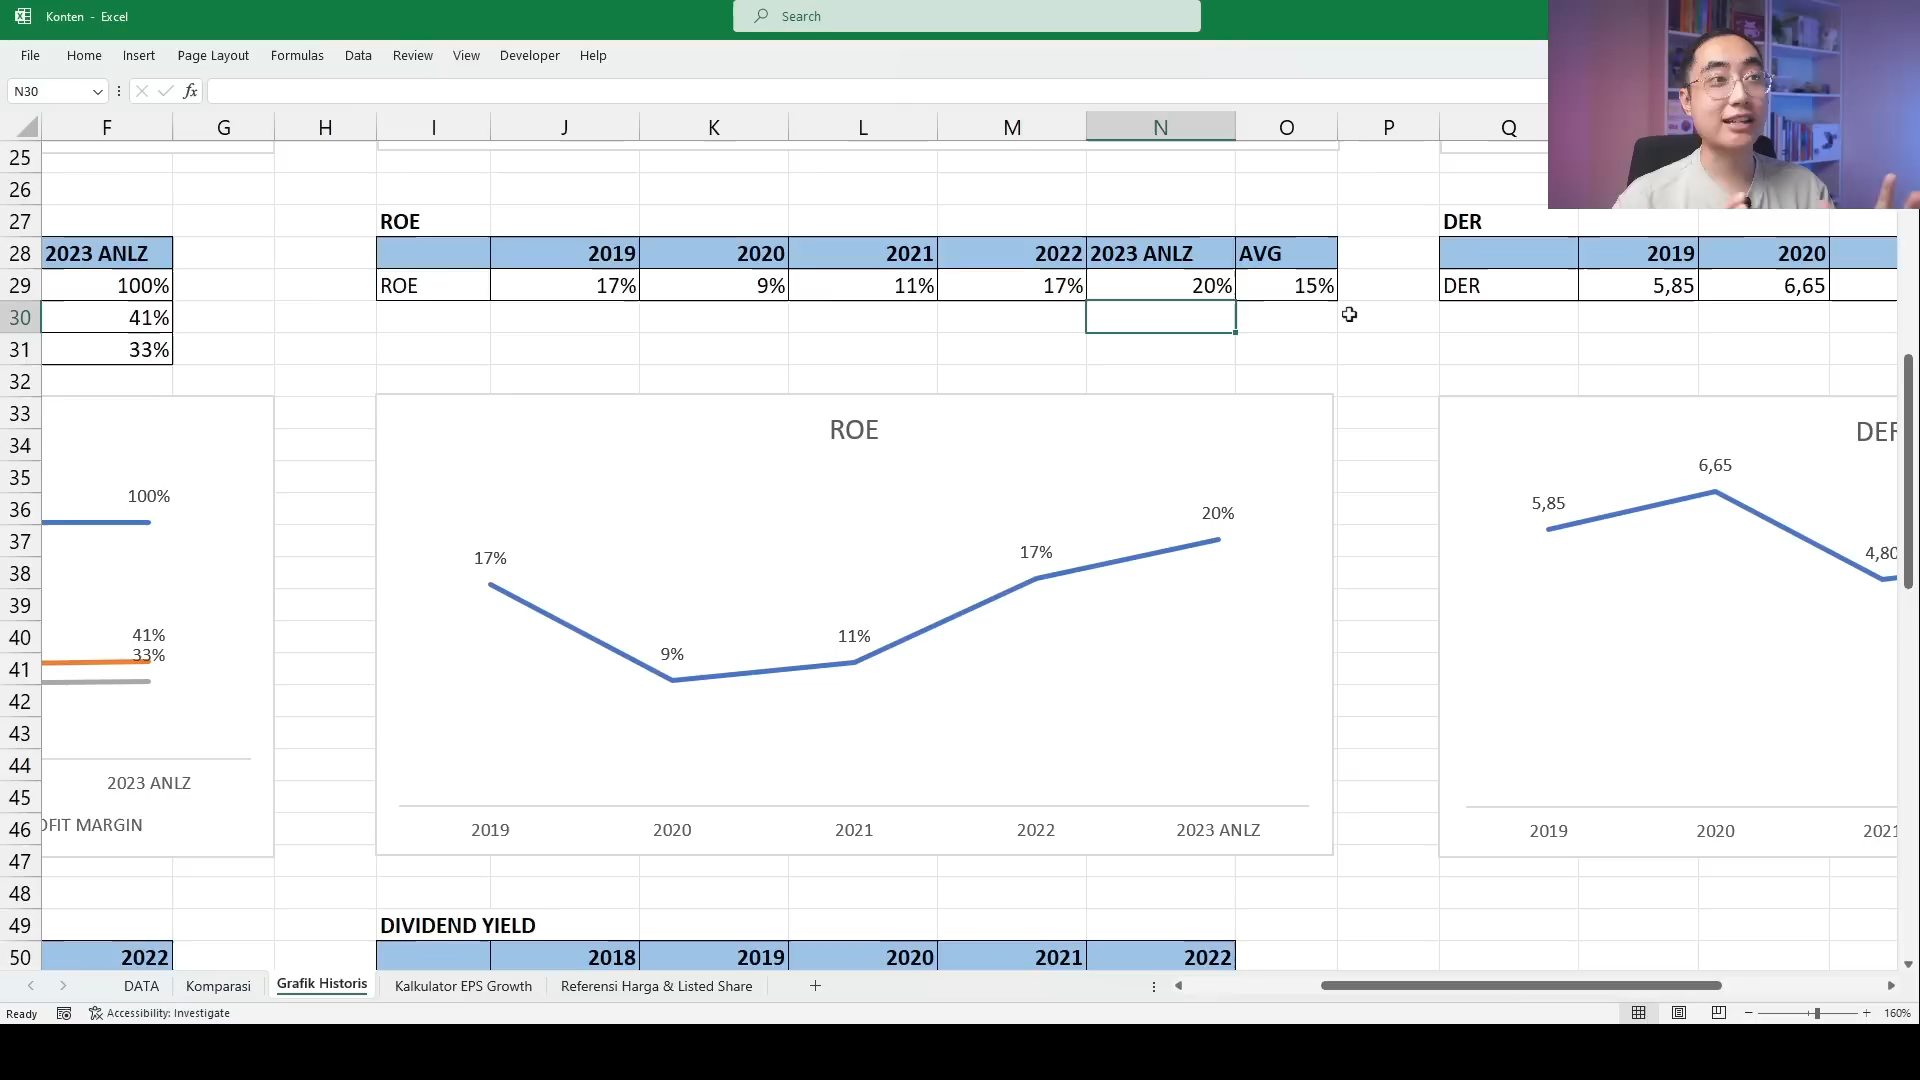 Konten - Excel
Search
File Home Insert Page Layout Formulas Data Review View Developer Help
N30
fx
F G H I J K L M N O P Q
25
26
27 ROE DER
28 2023 ANLZ 2019 2020 2021 2022 2023 ANLZ AVG 2019 2020
29 100% ROE 17% 9% 11% 17% 20% 15% DER 5,85 6,65
30 41%
31 33%
32
33
34
35
36
37
38
39
40
41
42
43
44
45
46
47
48
49 DIVIDEND YIELD
50 2022 2018 2019 2020 2021 2022
100%
41%
33%
2023 ANLZ
OFIT MARGIN
ROE
17%
9%
11%
17%
20%
2019 2020 2021 2022 2023 ANLZ
DER
5,85
6,65
4,80
2019 2020 2021
DATA Komparasi Grafik Historis Kalkulator EPS Growth Referensi Harga & Listed Share
Ready Accessibility: Investigate 160%